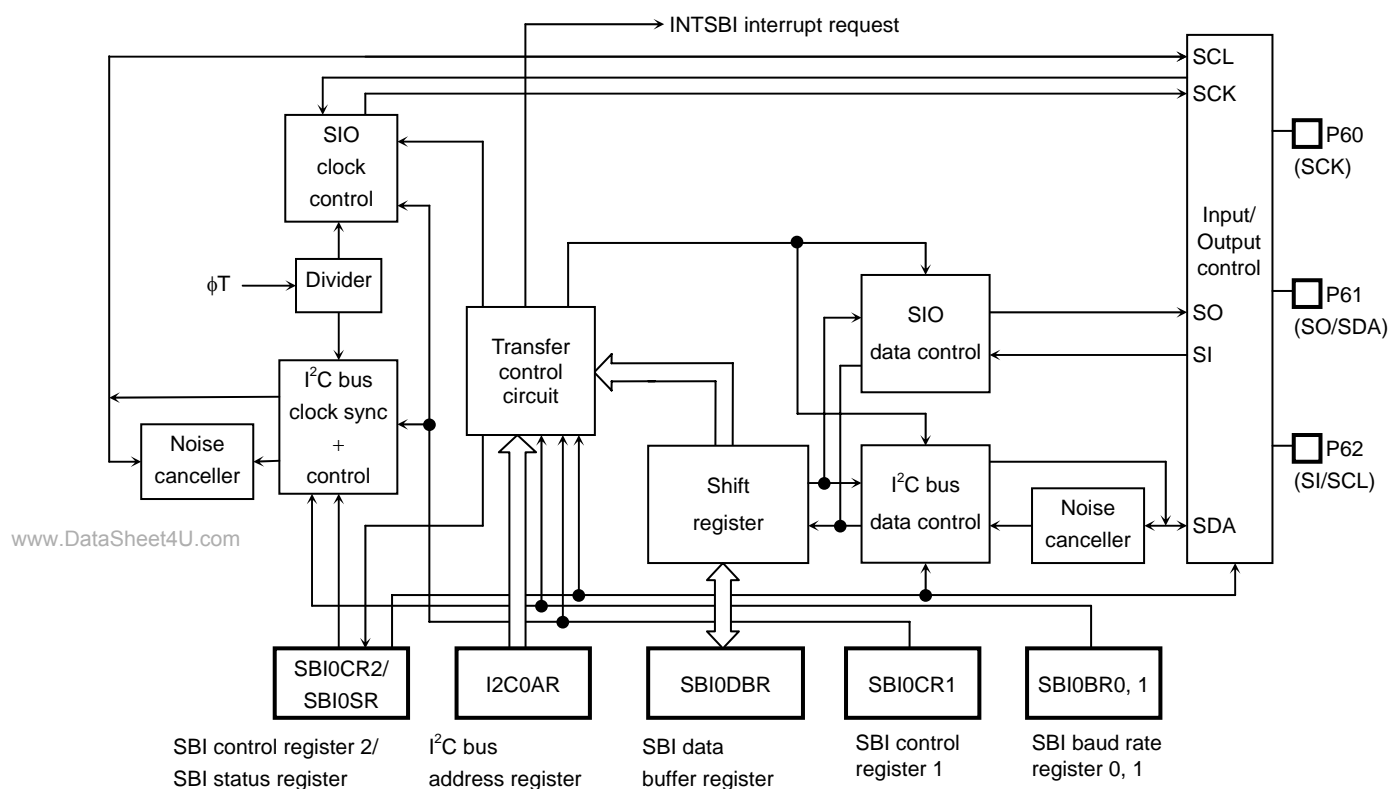 INTSBI interrupt request
SCL
SCK
SIO
clock
control
P60
(SCK)
Input/
Output
control
φT
Divider
P61
(SO/SDA)
SO
SI
SIO
data control
Transfer
control
circuit
I²C bus
clock sync
+
control
Noise
canceller
Shift
register
I²C bus
data control
Noise
canceller
SDA
P62
(SI/SCL)
www.DataSheet4U.com
SBI0CR2/
SBI0SR
I2C0AR
SBI0DBR
SBI0CR1
SBI0BR0, 1
SBI control register 2/
SBI status register
I²C bus
address register
SBI data
buffer register
SBI control
register 1
SBI baud rate
register 0, 1